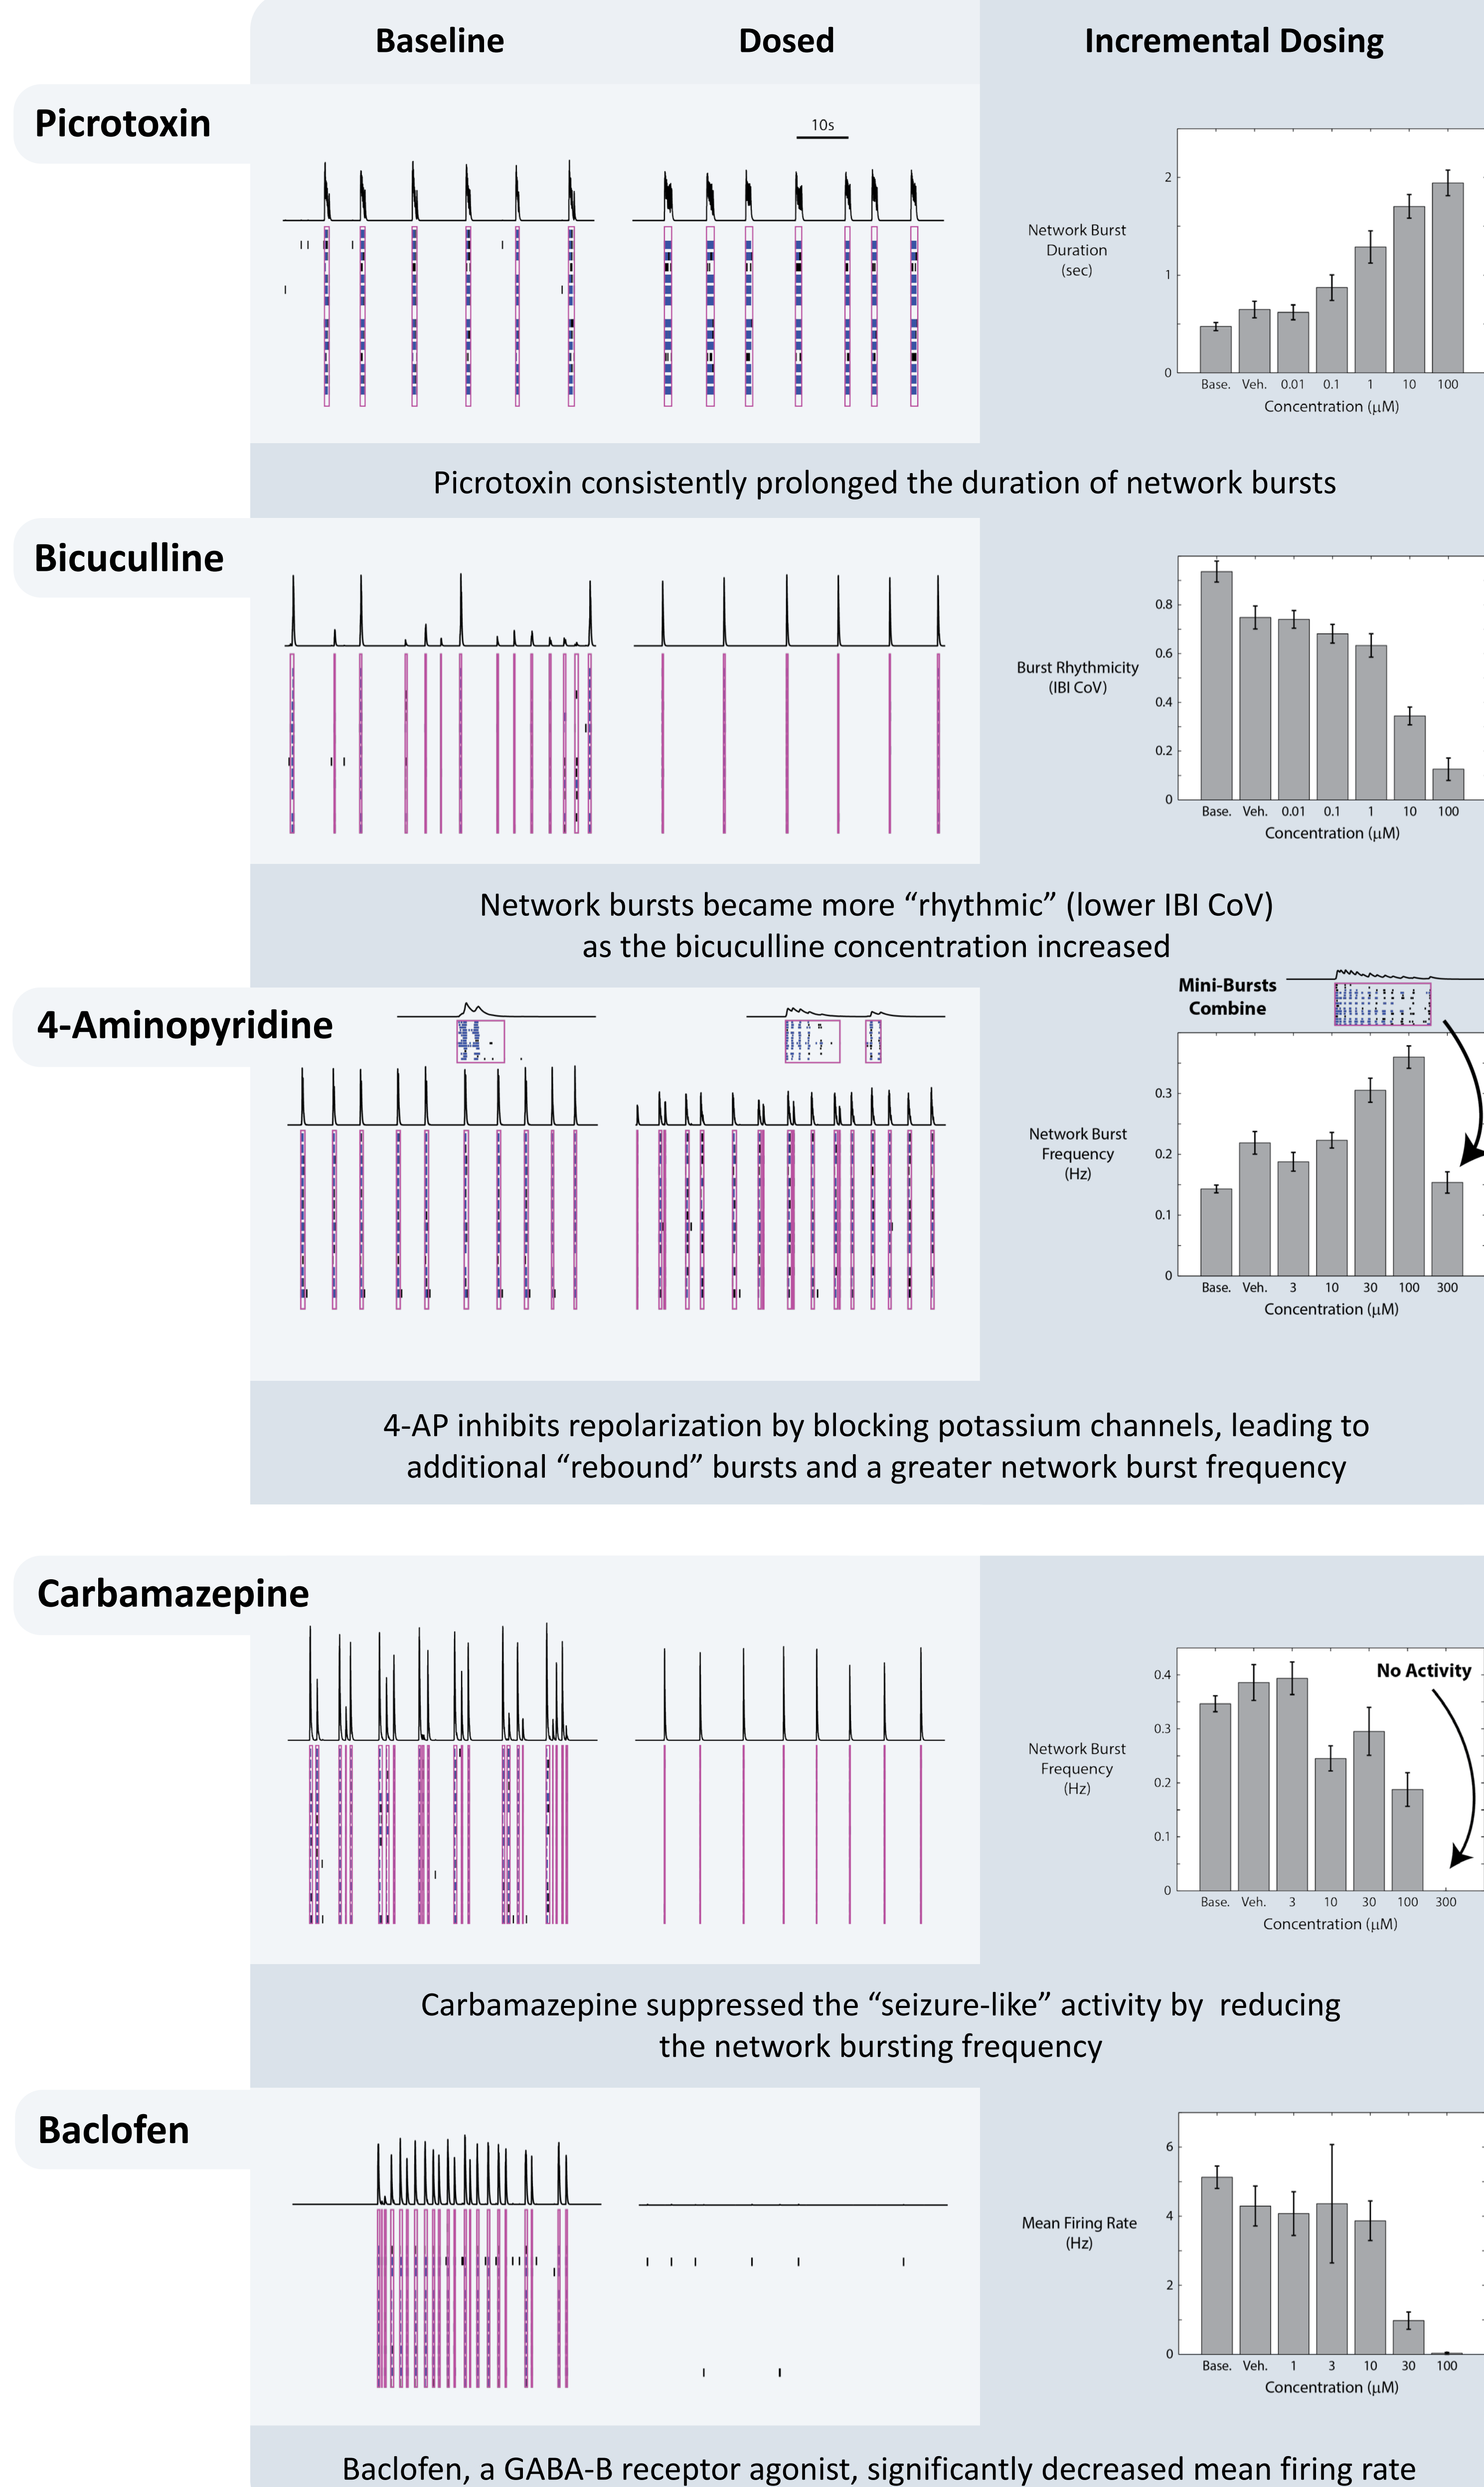 Baseline
Dosed
Incremental Dosing
Picrotoxin
10s
Network Burst
Duration
(sec)
2
1
0
Base. Veh. 0.01 0.1 1 10 100
Concentration (μM)
Picrotoxin consistently prolonged the duration of network bursts
Bicuculline
Burst Rhythmicity
(IBI CoV)
0.8
0.6
0.4
0.2
0
Base. Veh. 0.01 0.1 1 10 100
Concentration (μM)
Network bursts became more “rhythmic” (lower IBI CoV)
as the bicuculline concentration increased
4-Aminopyridine
Mini-Bursts
Combine
Network Burst
Frequency
(Hz)
0.3
0.2
0.1
0
Base. Veh. 3 10 30 100 300
Concentration (μM)
4-AP inhibits repolarization by blocking potassium channels, leading to
additional “rebound” bursts and a greater network burst frequency
Carbamazepine
No Activity
Network Burst
Frequency
(Hz)
0.4
0.3
0.2
0.1
0
Base. Veh. 3 10 30 100 300
Concentration (μM)
Carbamazepine suppressed the “seizure-like” activity by reducing
the network bursting frequency
Baclofen
Mean Firing Rate
(Hz)
6
4
2
0
Base. Veh. 1 3 10 30 100
Concentration (μM)
Baclofen, a GABA-B receptor agonist, significantly decreased mean firing rate